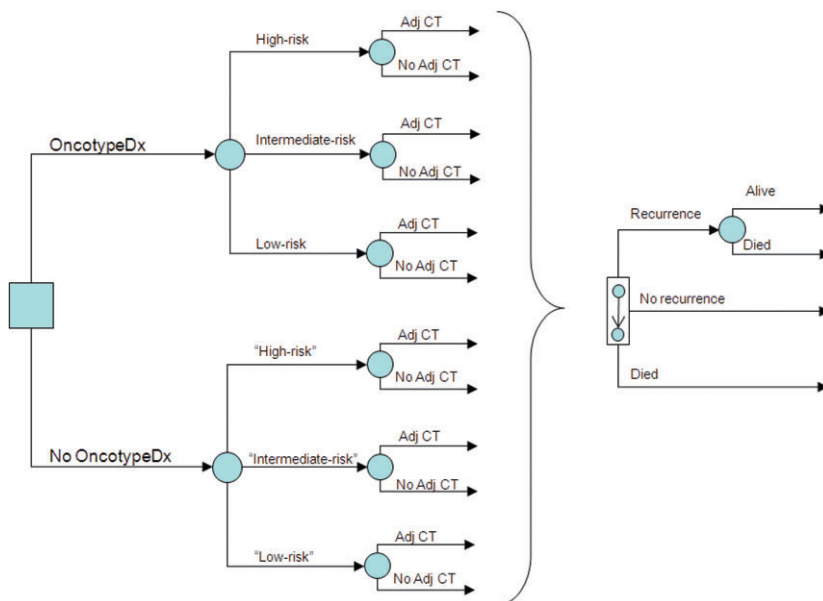 OncotypeDx
High-risk
Adj CT
No Adj CT
Intermediate-risk
Adj CT
No Adj CT
Low-risk
Adj CT
No Adj CT
No OncotypeDx
“High-risk”
Adj CT
No Adj CT
“Intermediate-risk”
Adj CT
No Adj CT
“Low-risk”
Adj CT
No Adj CT
Recurrence
Alive
Died
No recurrence
Died